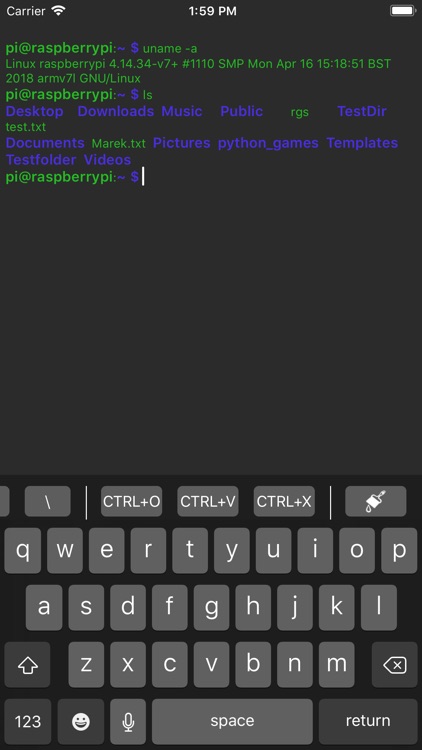 Carrier 1:59 PM
pi@raspberrypi:~ $ uname -a
Linux raspberrypi 4.14.34-v7+ #1110 SMP Mon Apr 16 15:18:51 BST
2018 armv7l GNU/Linux
pi@raspberrypi:~ $ ls
Desktop Downloads Music Public rgs TestDir
test.txt
Documents Marek.txt Pictures python_games Templates
Testfolder Videos
pi@raspberrypi:~ $
\ CTRL+O CTRL+V CTRL+X
q w e r t y u i o p
a s d f g h j k l
z x c v b n m
123 space return